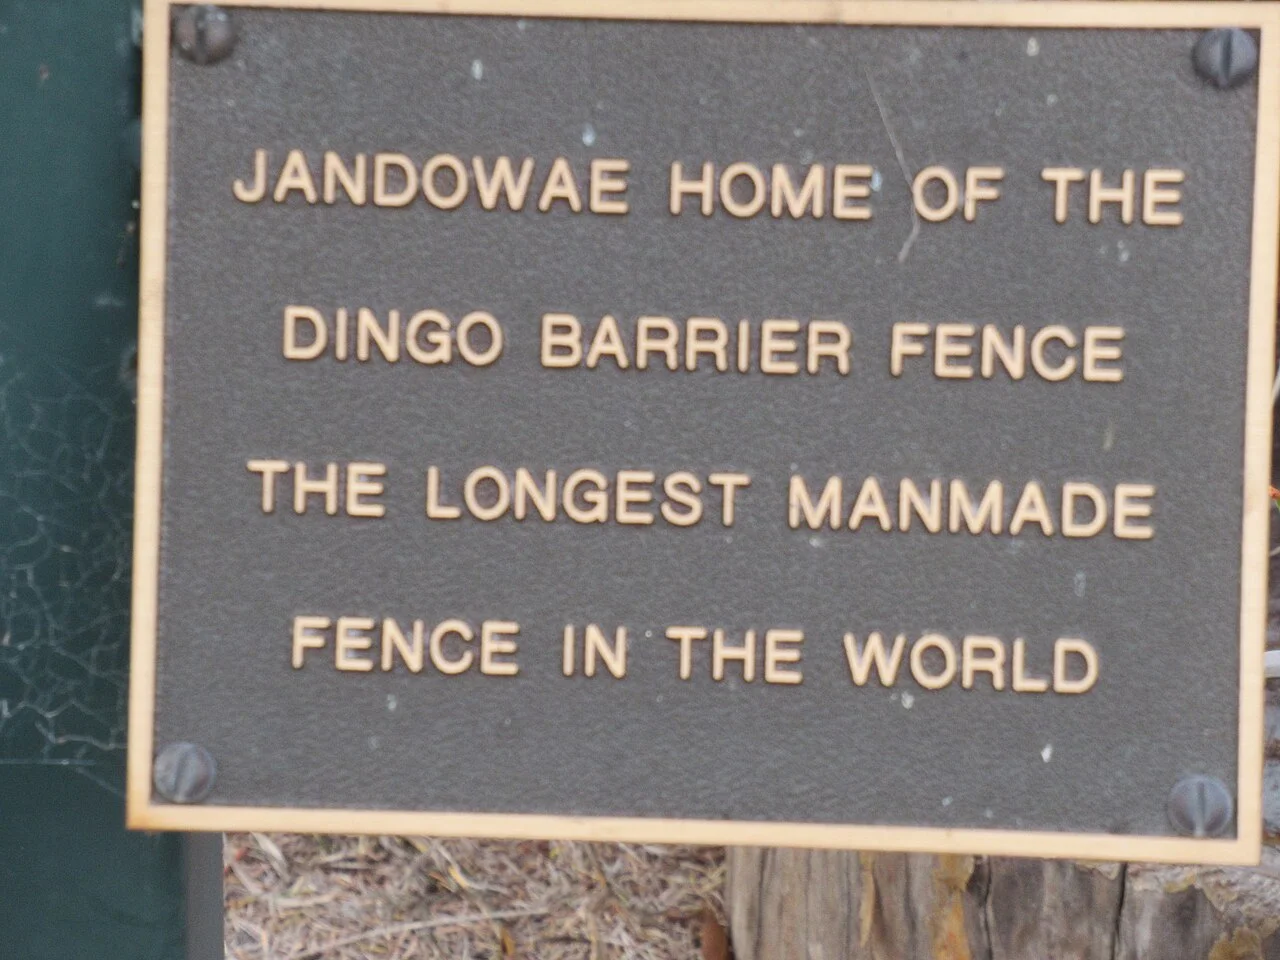 JANDOWAE HOME OF THE
DINGO BARRIER FENCE
THE LONGEST MANMADE
FENCE IN THE WORLD